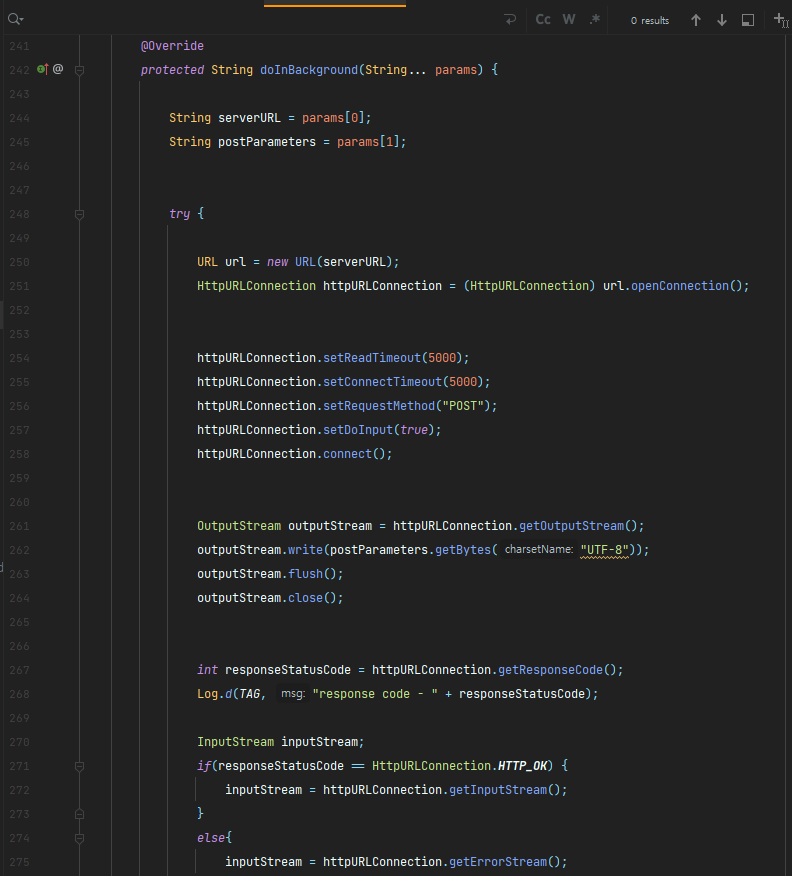 Cc W .* 0 results
241 @Override
242 @ protected String doInBackground(String... params) {
243
244 String serverURL = params[0];
245 String postParameters = params[1];
246
247
248 try {
249
250 URL url = new URL(serverURL);
251 HttpURLConnection httpURLConnection = (HttpURLConnection) url.openConnection();
252
253
254 httpURLConnection.setReadTimeout(5000);
255 httpURLConnection.setConnectTimeout(5000);
256 httpURLConnection.setRequestMethod("POST");
257 httpURLConnection.setDoInput(true);
258 httpURLConnection.connect();
259
260
261 OutputStream outputStream = httpURLConnection.getOutputStream();
262 outputStream.write(postParameters.getBytes( charsetName: "UTF-8"));
263 outputStream.flush();
264 outputStream.close();
265
266
267 int responseStatusCode = httpURLConnection.getResponseCode();
268 Log.d(TAG, msg: "response code - " + responseStatusCode);
269
270 InputStream inputStream;
271 if(responseStatusCode == HttpURLConnection.HTTP_OK) {
272 inputStream = httpURLConnection.getInputStream();
273 }
274 else{
275 inputStream = httpURLConnection.getErrorStream();